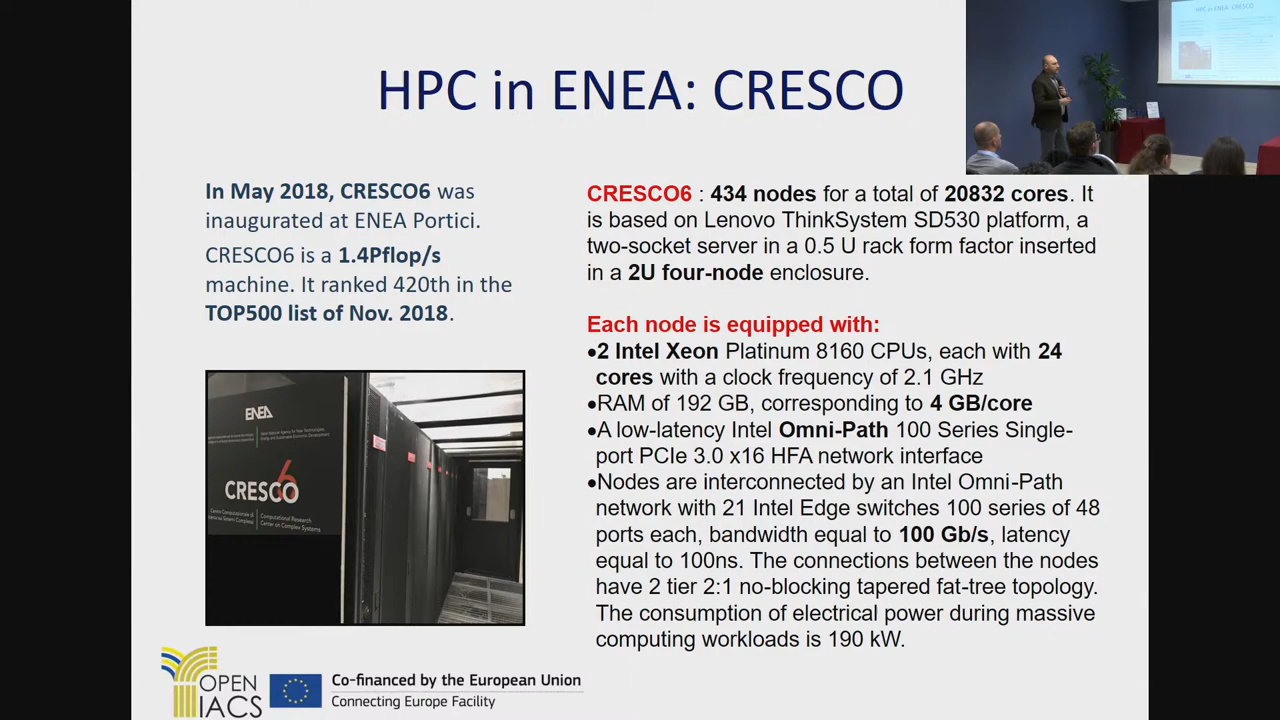 HPC in ENEA: CRESCO
HPC in ENEA: CRESCO
In May 2018, CRESCO6 was
inaugurated at ENEA Portici.
CRESCO6 is a 1.4Pflop/s
machine. It ranked 420th in the
TOP500 list of Nov. 2018.
CRESCO6 : 434 nodes for a total of 20832 cores. It
is based on Lenovo ThinkSystem SD530 platform, a
two-socket server in a 0.5 U rack form factor inserted
in a 2U four-node enclosure.
Each node is equipped with:
•2 Intel Xeon Platinum 8160 CPUs, each with 24
cores with a clock frequency of 2.1 GHz
•RAM of 192 GB, corresponding to 4 GB/core
•A low-latency Intel Omni-Path 100 Series Single-
port PCIe 3.0 x16 HFA network interface
•Nodes are interconnected by an Intel Omni-Path
network with 21 Intel Edge switches 100 series of 48
ports each, bandwidth equal to 100 Gb/s, latency
equal to 100ns. The connections between the nodes
have 2 tier 2:1 no-blocking tapered fat-tree topology.
The consumption of electrical power during massive
computing workloads is 190 kW.
ENEA
CRESCO
6
Computational Research
Center on Complex Systems
OPEN
IACS
Co-financed by the European Union
Connecting Europe Facility